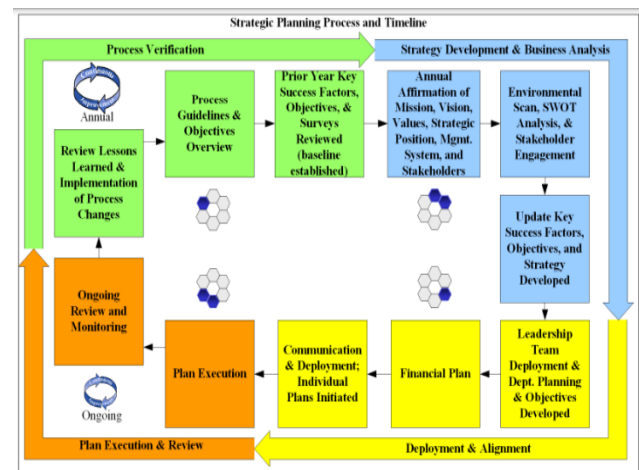 Strategic Planning Process and Timeline
Process Verification
Strategy Development & Business Analysis
Continuous
Improvement
Annual
Process
Guidelines &
Objectives
Overview
Prior Year Key
Success Factors,
Objectives, &
Surveys
Reviewed
(baseline
established)
Annual
Affirmation of
Mission, Vision,
Values, Strategic
Position, Mgmt.
System, and
Stakeholders
Environmental
Scan, SWOT
Analysis, &
Stakeholder
Engagement
Review Lessons
Learned &
Implementation
of Process
Changes
Update Key
Success Factors,
Objectives, and
Strategy
Developed
Ongoing
Review and
Monitoring
Plan Execution
Communication
& Deployment;
Individual
Plans Initiated
Financial Plan
Leadership
Team
Deployment &
Dept. Planning
& Objectives
Developed
Ongoing
Plan Execution & Review
Deployment & Alignment